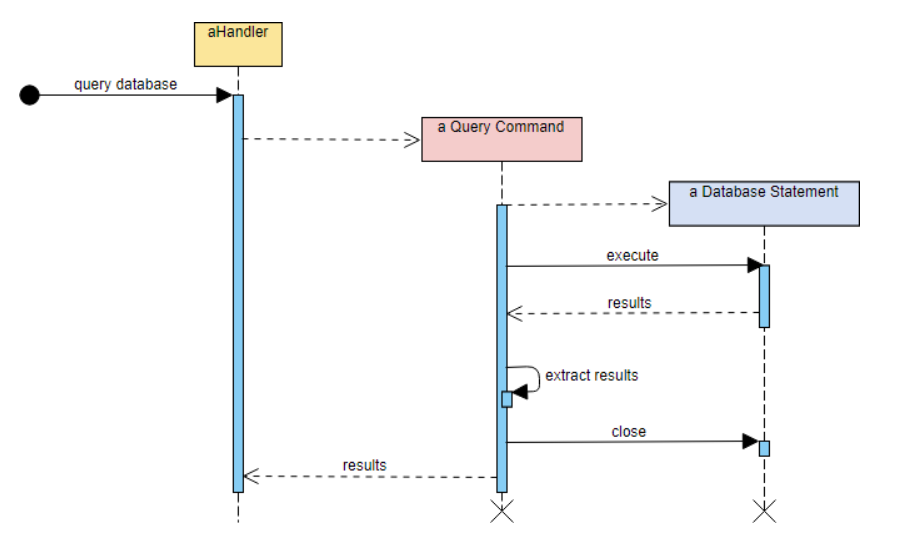 aHandler
query database
a Query Command
a Database Statement
execute
results
extract results
close
results